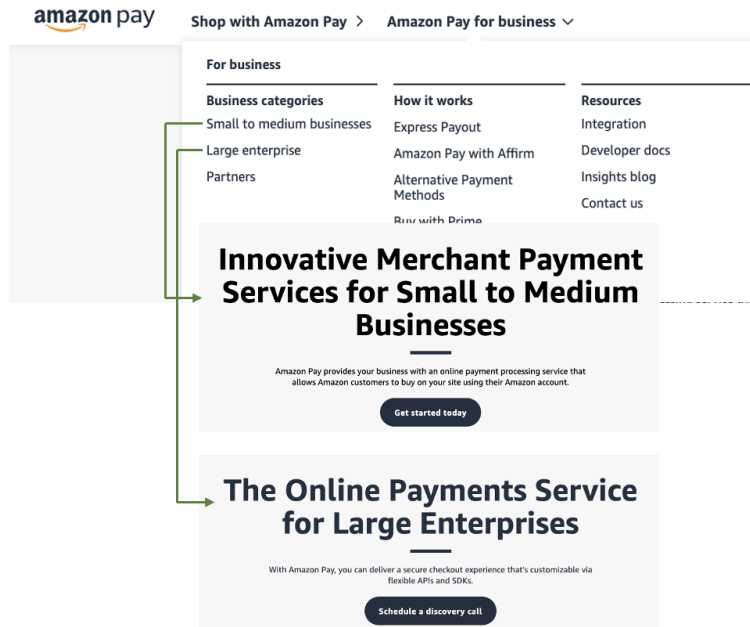 amazon pay
Shop with Amazon Pay
Amazon Pay for business
For business
Business categories
Small to medium businesses
Large enterprise
Partners
How it works
Express Payout
Amazon Pay with Affirm
Alternative Payment
Methods
Buy with Prime
Resources
Integration
Developer docs
Insights blog
Contact us
Innovative Merchant Payment
Services for Small to Medium
Businesses
Amazon Pay provides your business with an online payment processing service that
allows Amazon customers to buy on your site using their Amazon account.
Get started today
The Online Payments Service
for Large Enterprises
With Amazon Pay, you can deliver a secure checkout experience that's customizable via
flexible APIs and SDKs.
Schedule a discovery call